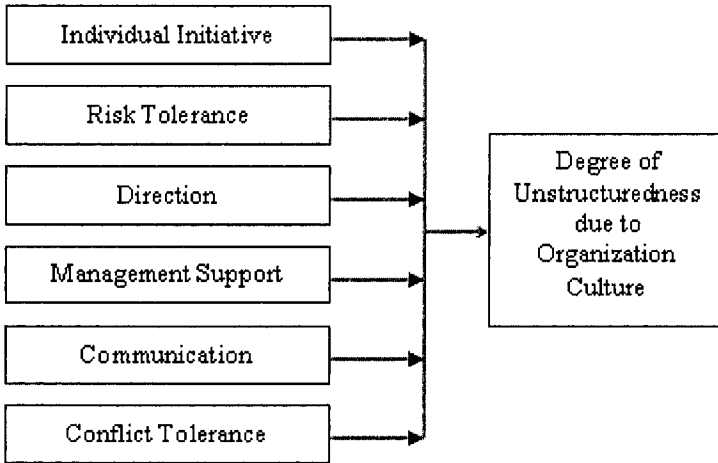 Individual Initiative
Risk Tolerance
Direction
Management Support
Communication
Conflict Tolerance
Degree of
Unstructuredness
due to
Organization
Culture